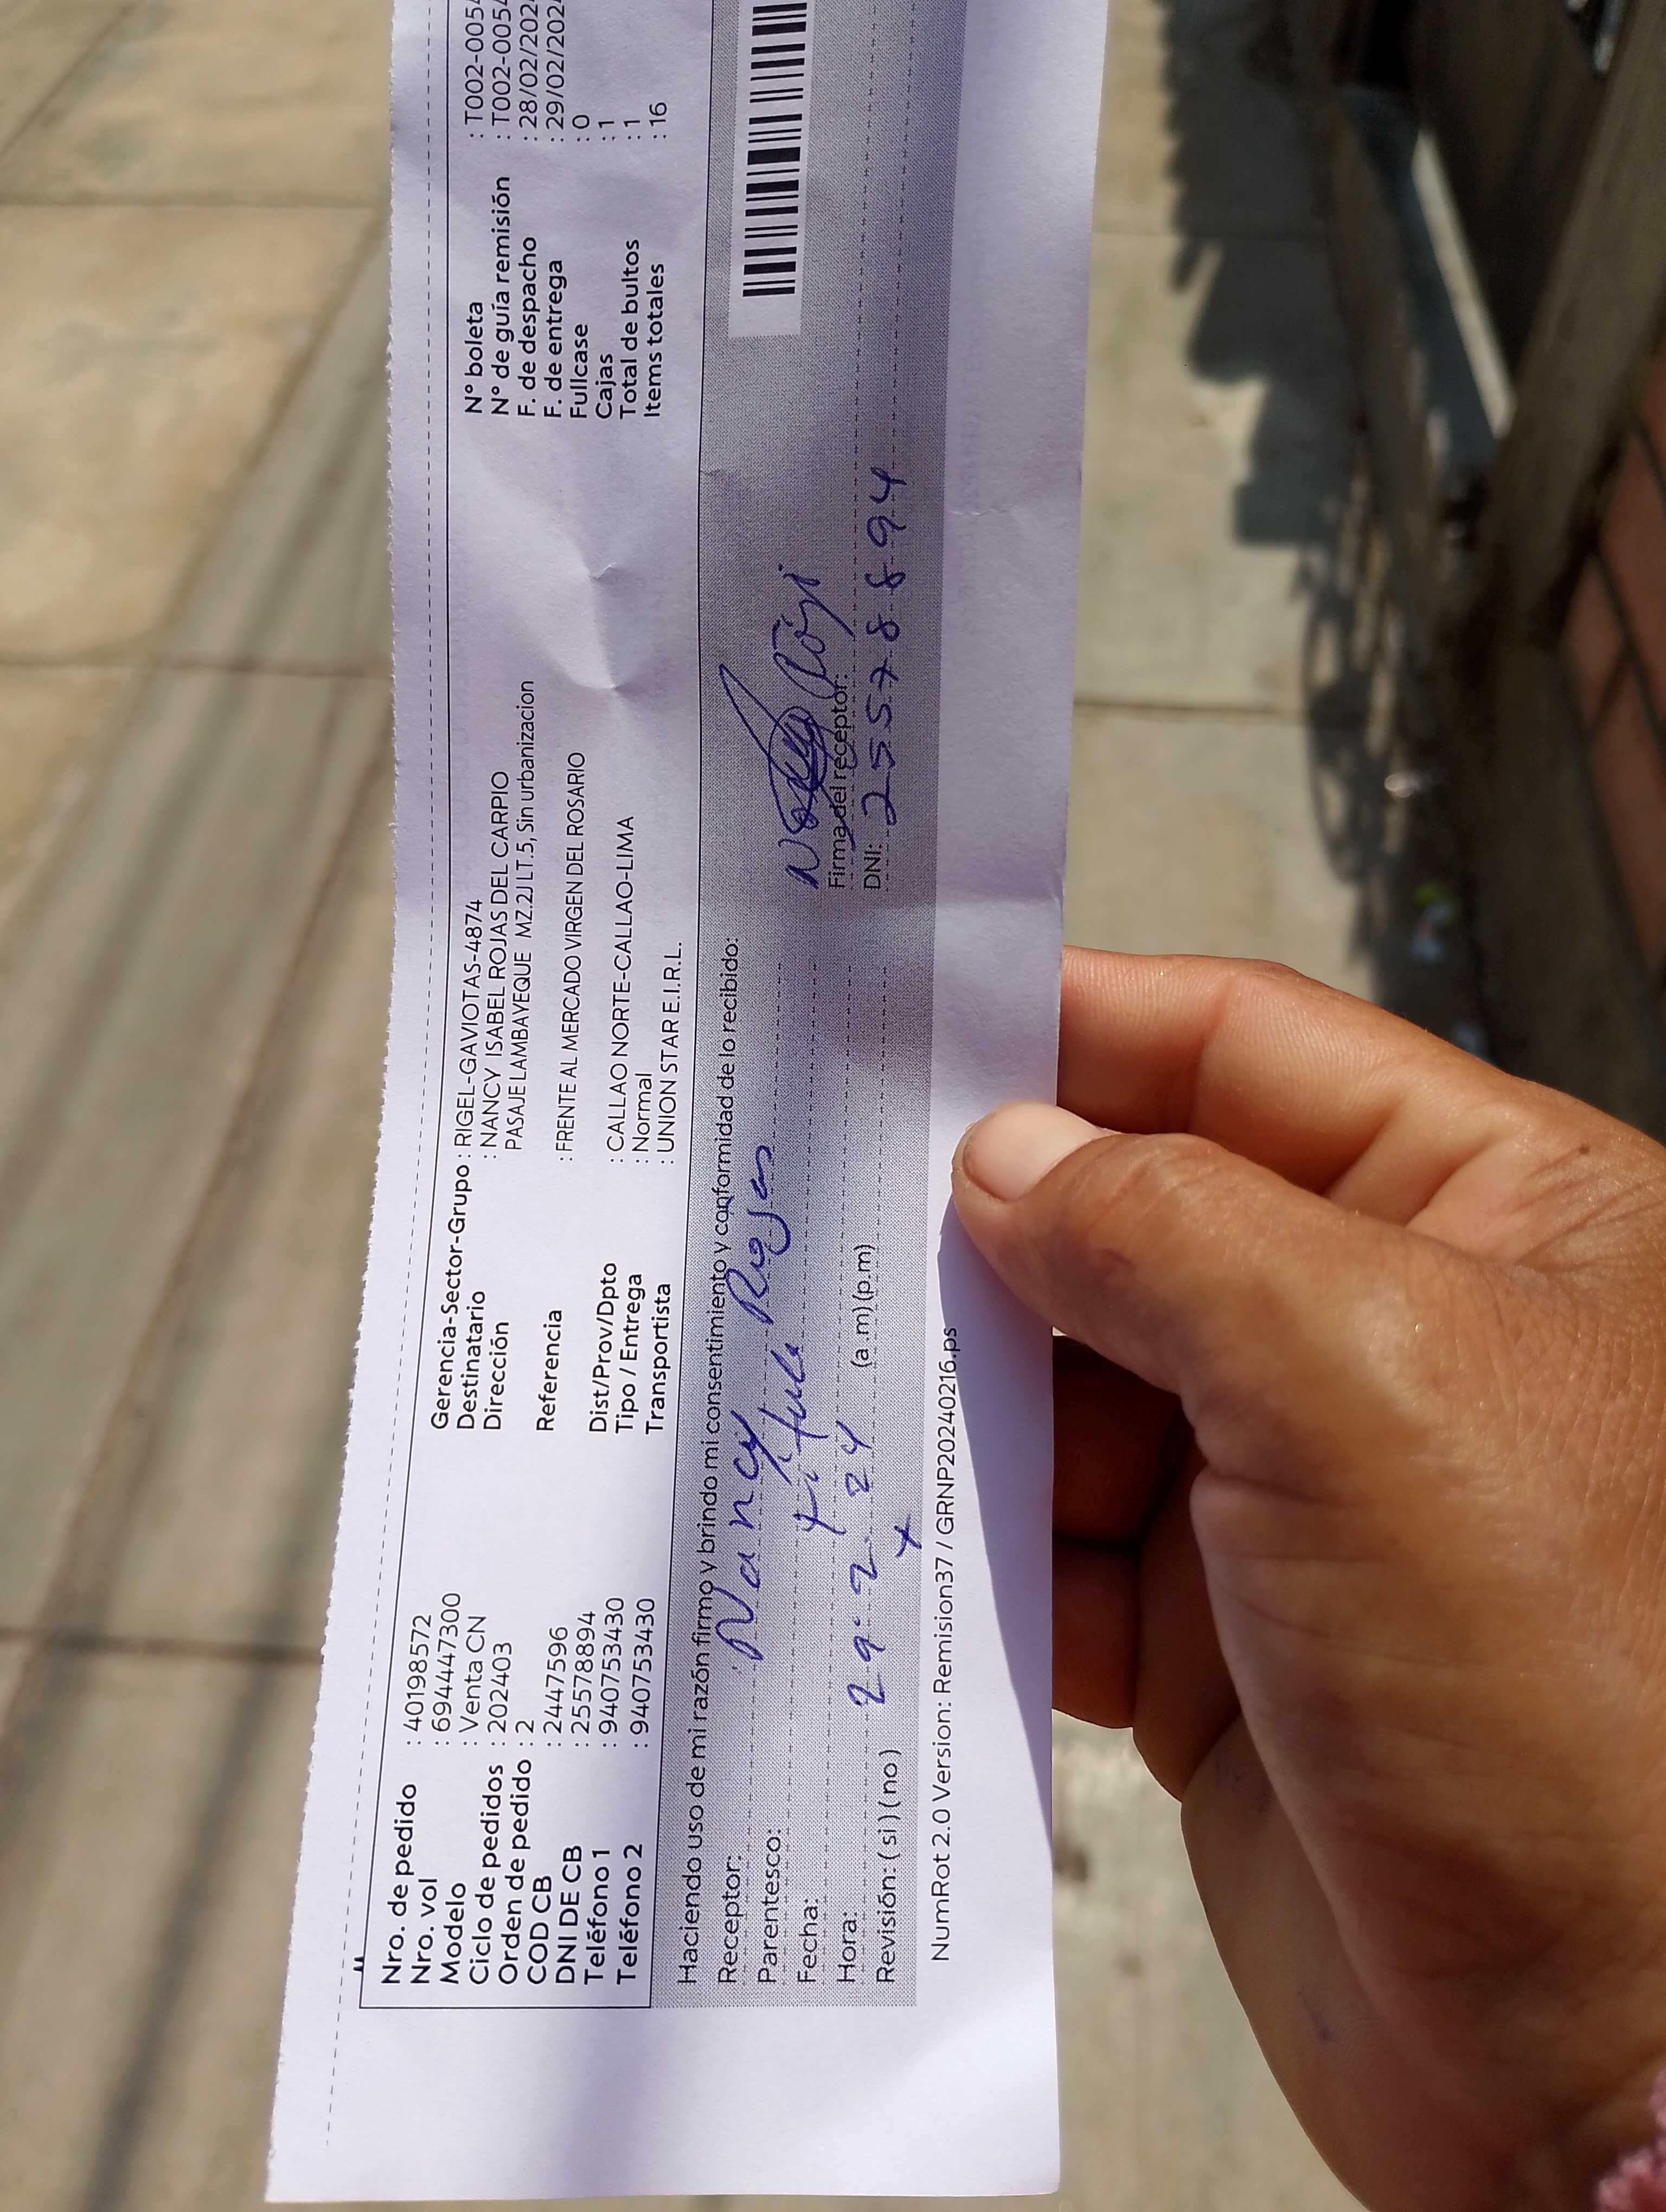 Nro. de pedido : 40198572
Nro. vol : 694447300
Modelo : Venta CN
Ciclo de pedidos : 202403
Orden de pedido : 2
COD CB : 2447596
DNI DE CB : 25578894
Teléfono 1 : 940753430
Teléfono 2 : 940753430
Gerencia-Sector-Grupo : RIGEL-GAVIOTAS-4874
Destinatario : NANCY ISABEL ROJAS DEL CARPIO
Dirección PASAJE LAMBAYEQUE MZ.2J LT.5, Sin urbanizacion
Referencia : FRENTE AL MERCADO VIRGEN DEL ROSARIO
Dist/Prov/Dpto : CALLAO NORTE-CALLAO-LIMA
Tipo / Entrega : Normal
Transportista : UNION STAR E.I.R.L.
N° boleta : T002-0054
N° de guía remisión : T002-0054
F. de despacho : 28/02/202
F. de entrega : 29/02/202
Fullcase : 0
Cajas : 1
Total de bultos : 1
Items totales : 16
Haciendo uso de mi razón firmo y brindo mi consentimiento y conformidad de lo recibido:
Receptor: Nancy Rojas
Parentesco: Titular
Fecha: 29 2 24
Hora: (a.m)(p.m)
Revisión: ( si ) ( no ) x
Firma del receptor:
DNI: 25578894
NumRot 2.0 Version: Remision37 / GRNP20240216.ps